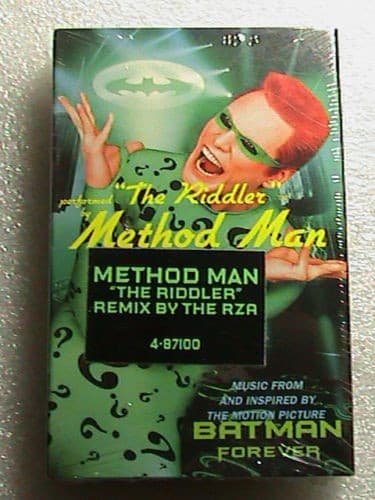 "The Riddler"
performed
by
Method Man
METHOD MAN
"THE RIDDLER"
REMIX BY THE RZA
4-87100
MUSIC FROM
AND INSPIRED BY
THE MOTION PICTURE
BATMAN
FOREVER